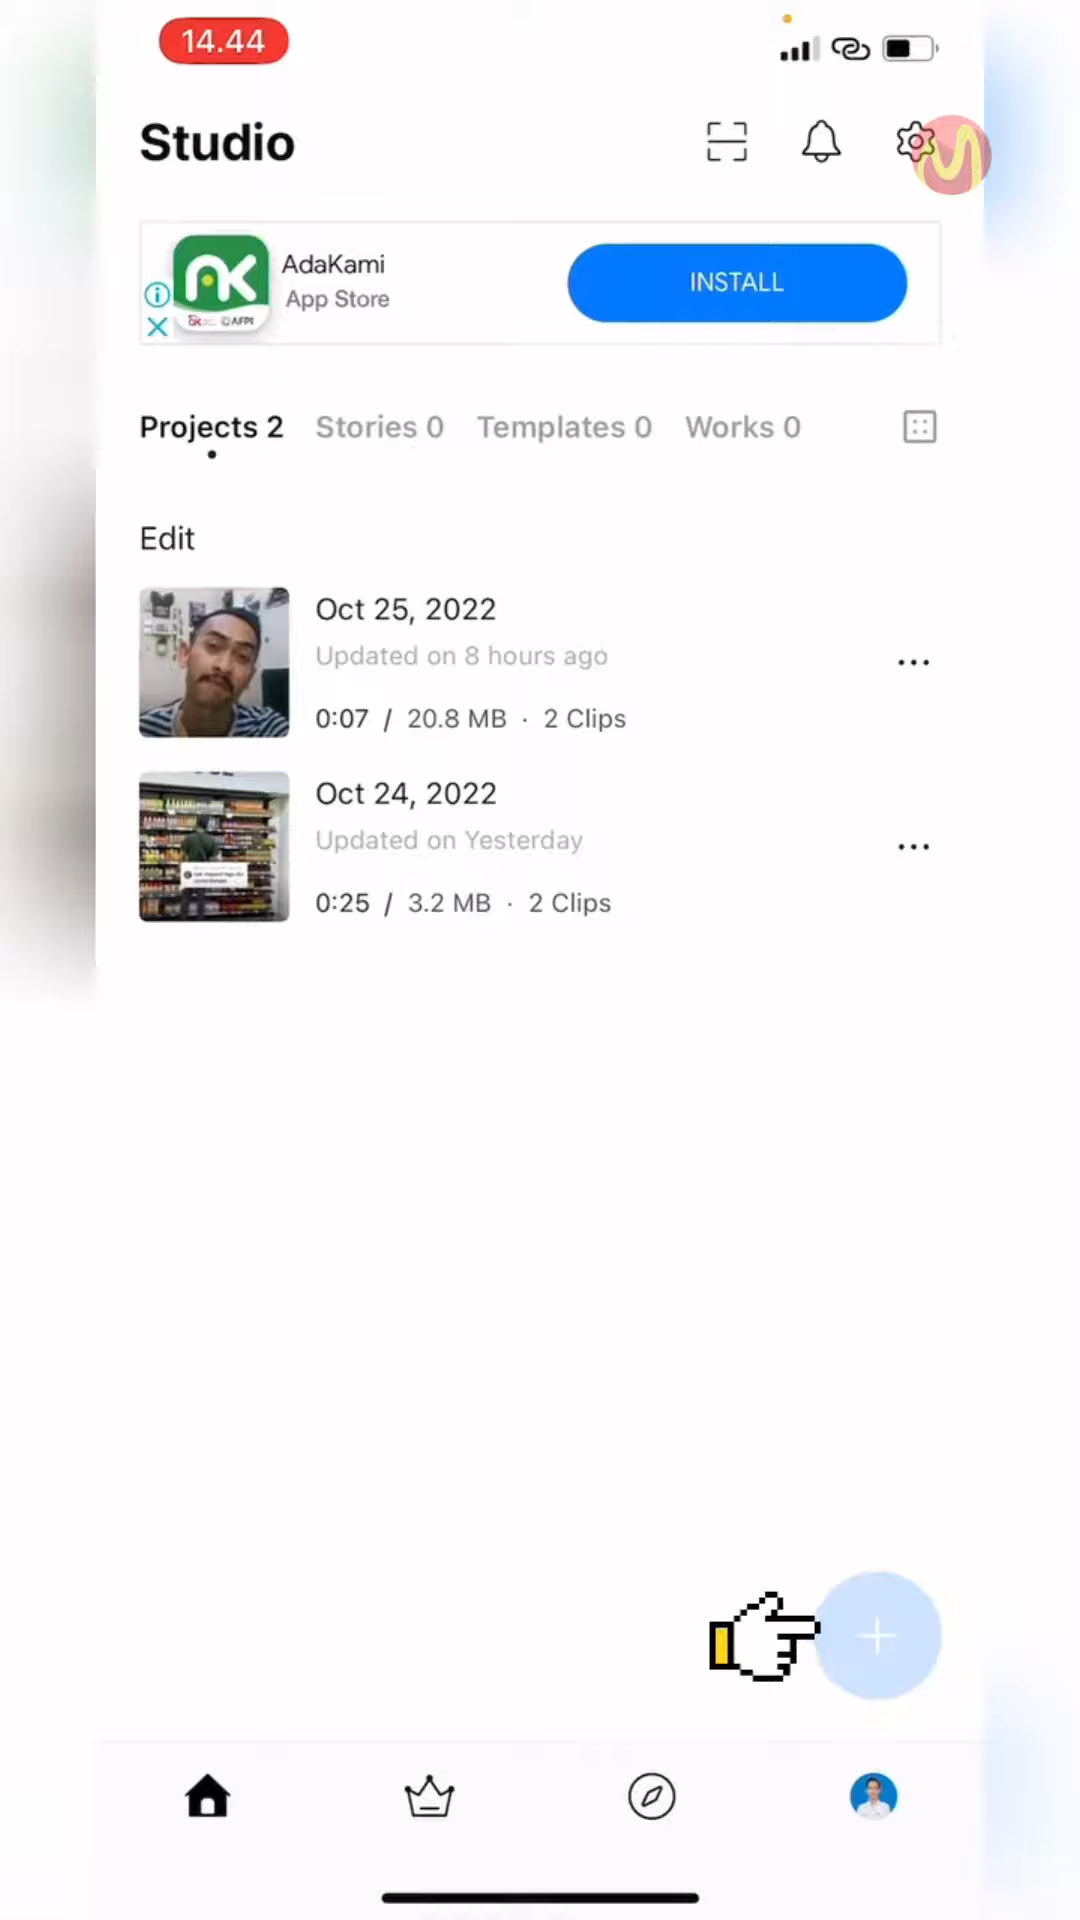 14.44
Studio
AdaKami
App Store
INSTALL
AFPI
Projects 2 Stories 0 Templates 0 Works 0
Edit
Oct 25, 2022
Updated on 8 hours ago
0:07 / 20.8 MB · 2 Clips
Oct 24, 2022
Updated on Yesterday
0:25 / 3.2 MB · 2 Clips